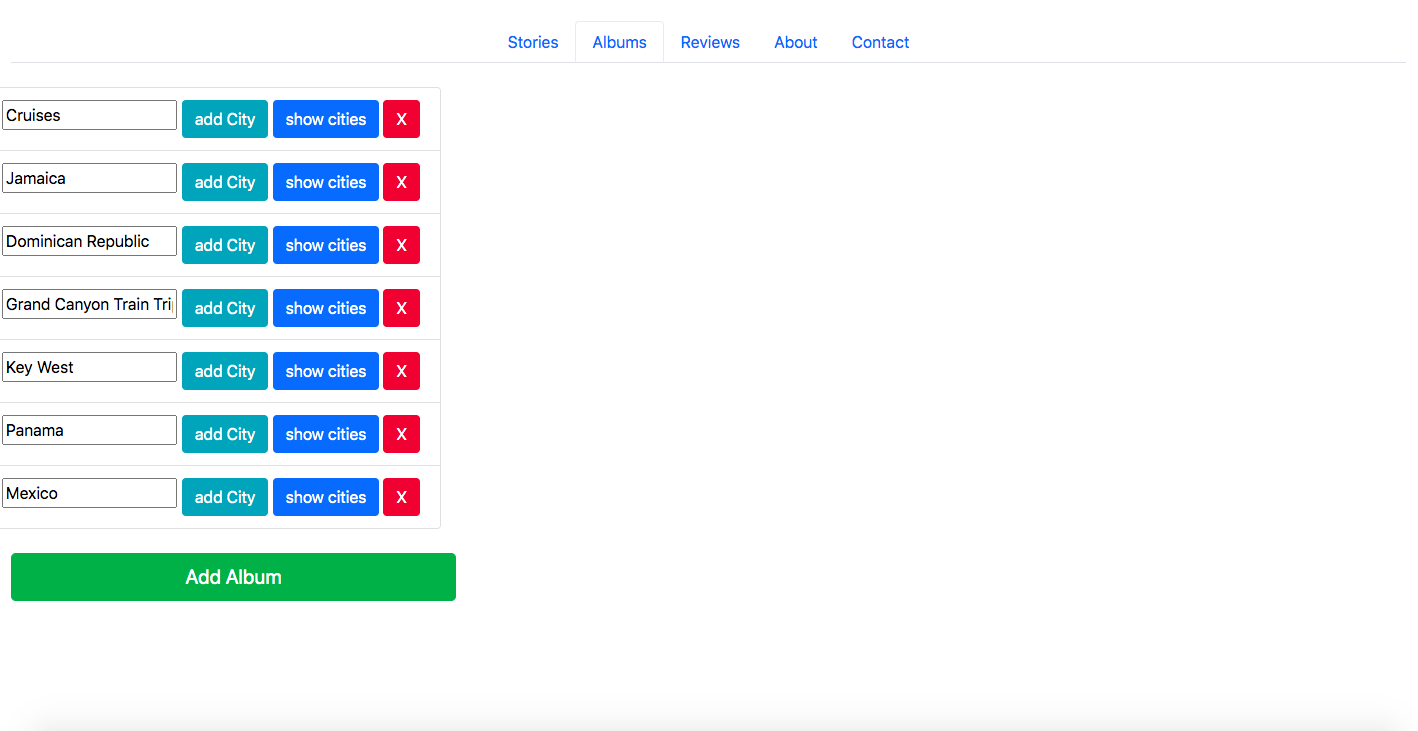 Stories Albums Reviews About Contact
Cruises add City show cities X
Jamaica add City show cities X
Dominican Republic add City show cities X
Grand Canyon Train Tri add City show cities X
Key West add City show cities X
Panama add City show cities X
Mexico add City show cities X
Add Album